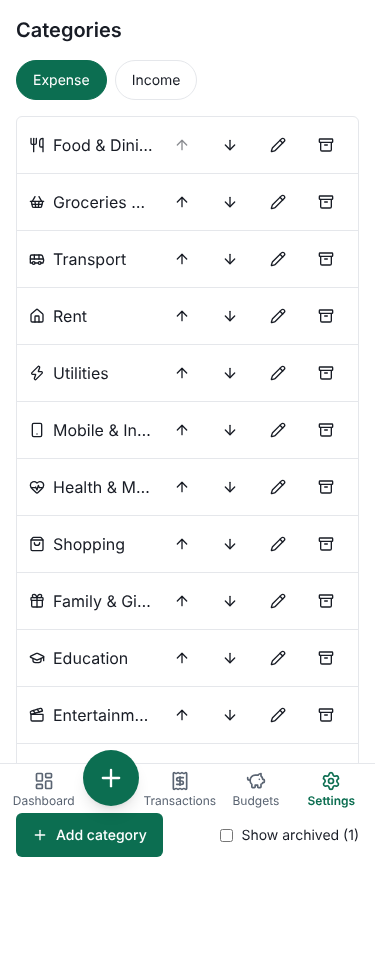 Categories
Expense Income
Food & Dini...
Groceries ...
Transport
Rent
Utilities
Mobile & In...
Health & M...
Shopping
Family & Gi...
Education
Entertainm...
Dashboard Transactions Budgets Settings
Add category Show archived (1)